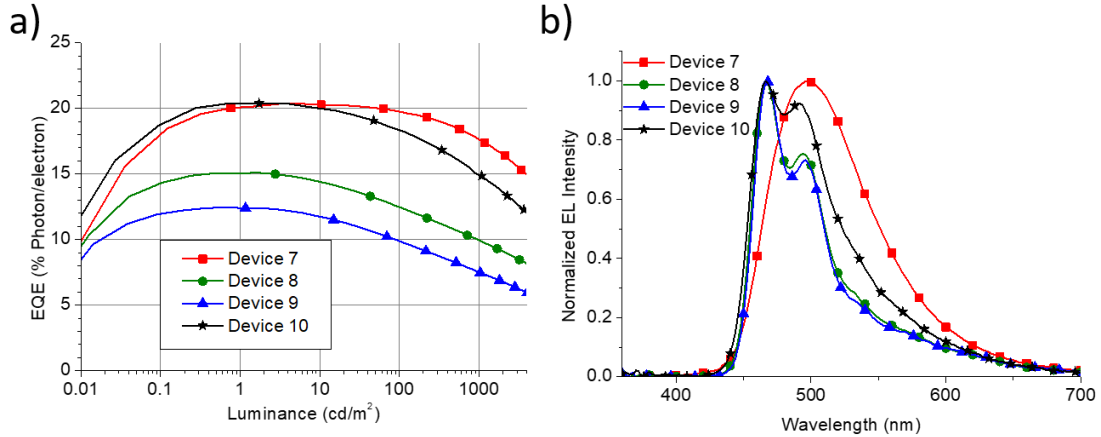 a)
EQE (% Photon/electron)
25
20
15
10
5
0
0.01 0.1 1 10 100 1000
Luminance (cd/m²)
Device 7
Device 8
Device 9
Device 10
b)
Normalized EL Intensity
1.0
0.8
0.6
0.4
0.2
0.0
400 500 600 700
Wavelength (nm)
Device 7
Device 8
Device 9
Device 10